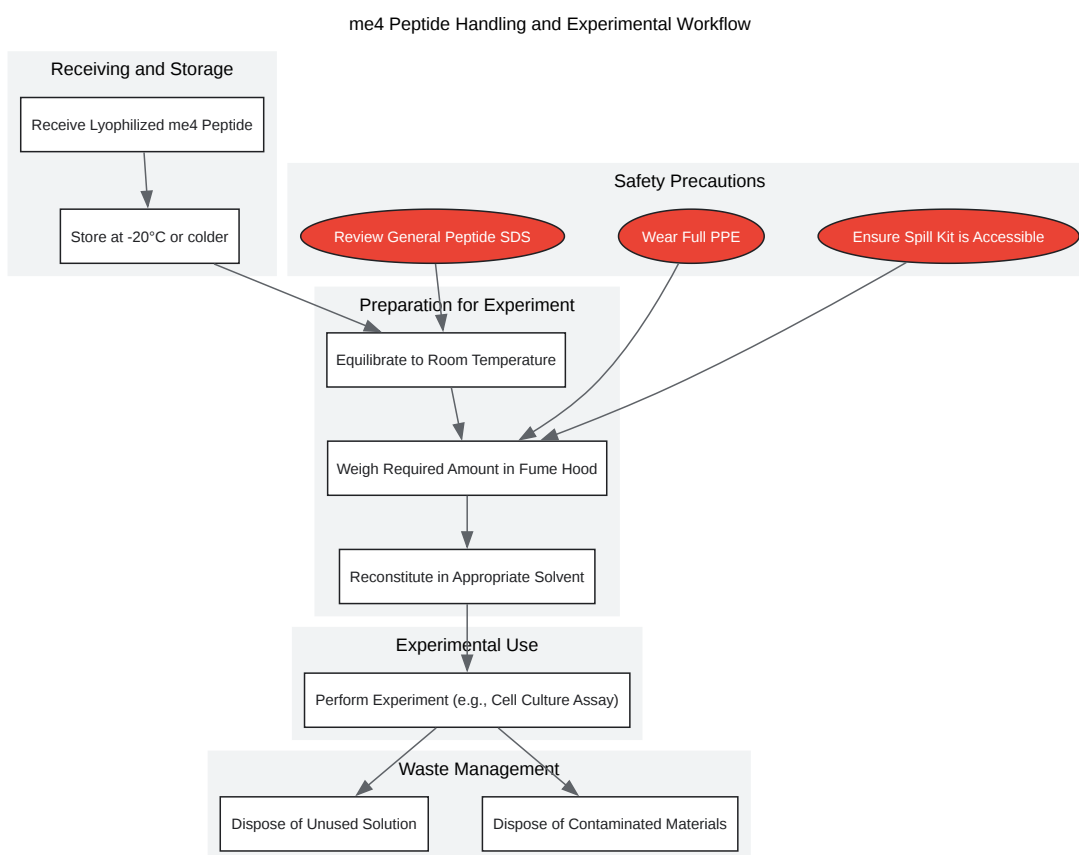 me4 Peptide Handling and Experimental Workflow
Receiving and Storage
Receive Lyophilized me4 Peptide
Store at -20°C or colder
Safety Precautions
Review General Peptide SDS
Wear Full PPE
Ensure Spill Kit is Accessible
Preparation for Experiment
Equilibrate to Room Temperature
Weigh Required Amount in Fume Hood
Reconstitute in Appropriate Solvent
Experimental Use
Perform Experiment (e.g., Cell Culture Assay)
Waste Management
Dispose of Unused Solution
Dispose of Contaminated Materials